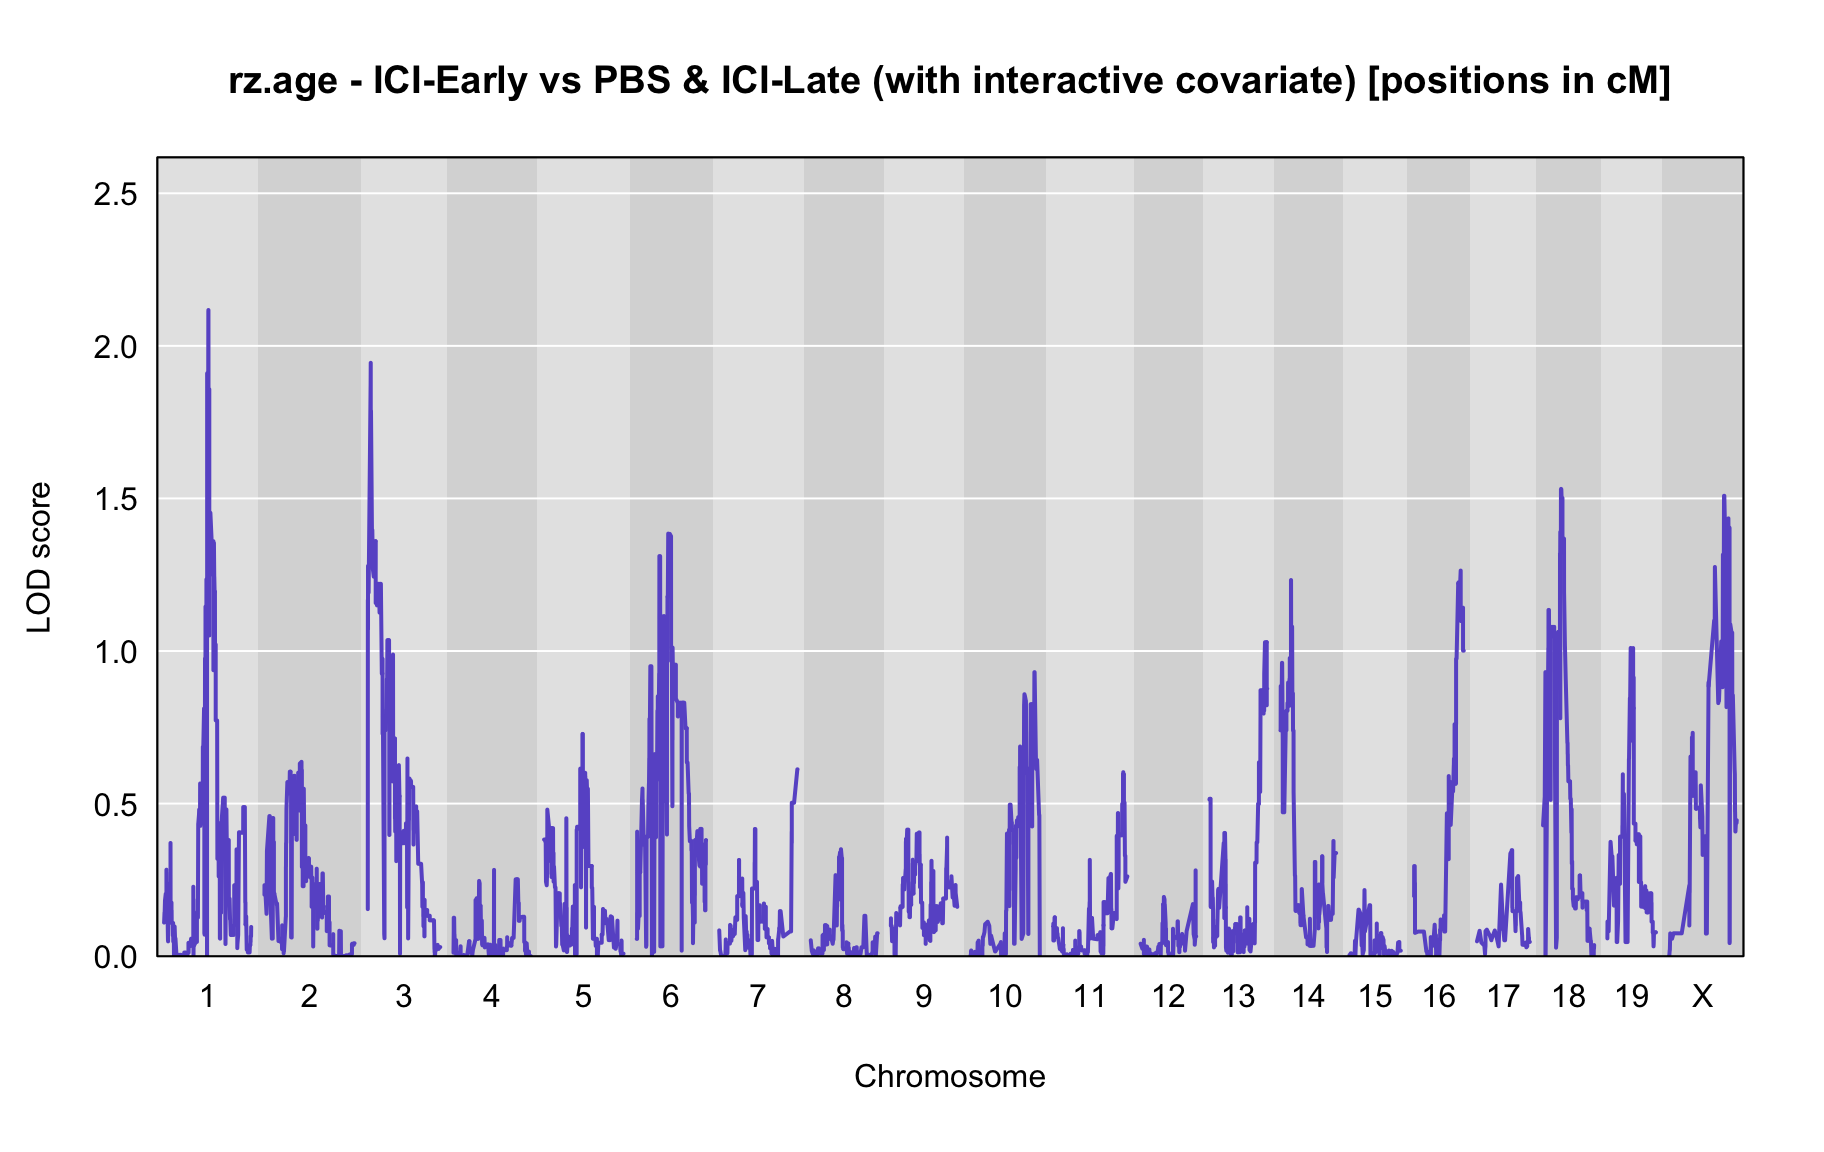 rz.age - ICI-Early vs PBS & ICI-Late (with interactive covariate) [positions in cM]
2.5
2.0
1.5
1.0
0.5
0.0
LOD score
1 2 3 4 5 6 7 8 9 10 11 12 13 14 15 16 17 18 19 X
Chromosome